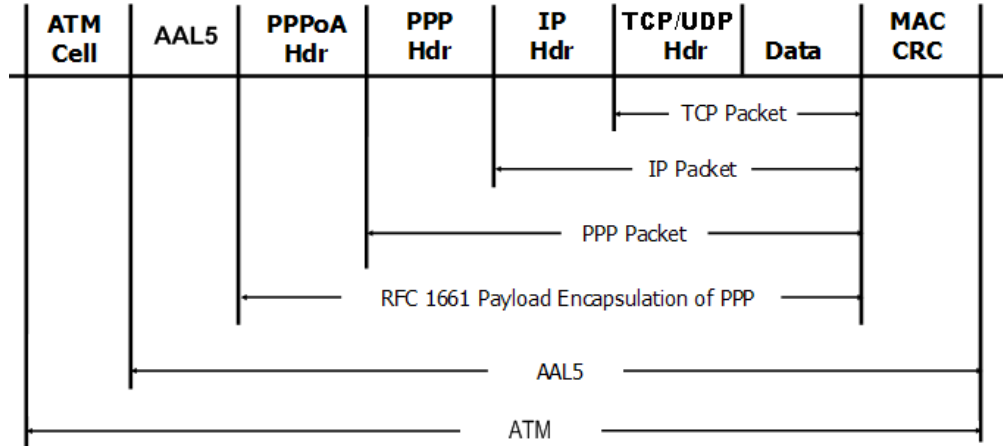 ATM Cell
AAL5
PPPoA Hdr
PPP Hdr
IP Hdr
TCP/UDP Hdr
Data
MAC CRC
TCP Packet
IP Packet
PPP Packet
RFC 1661 Payload Encapsulation of PPP
AAL5
ATM